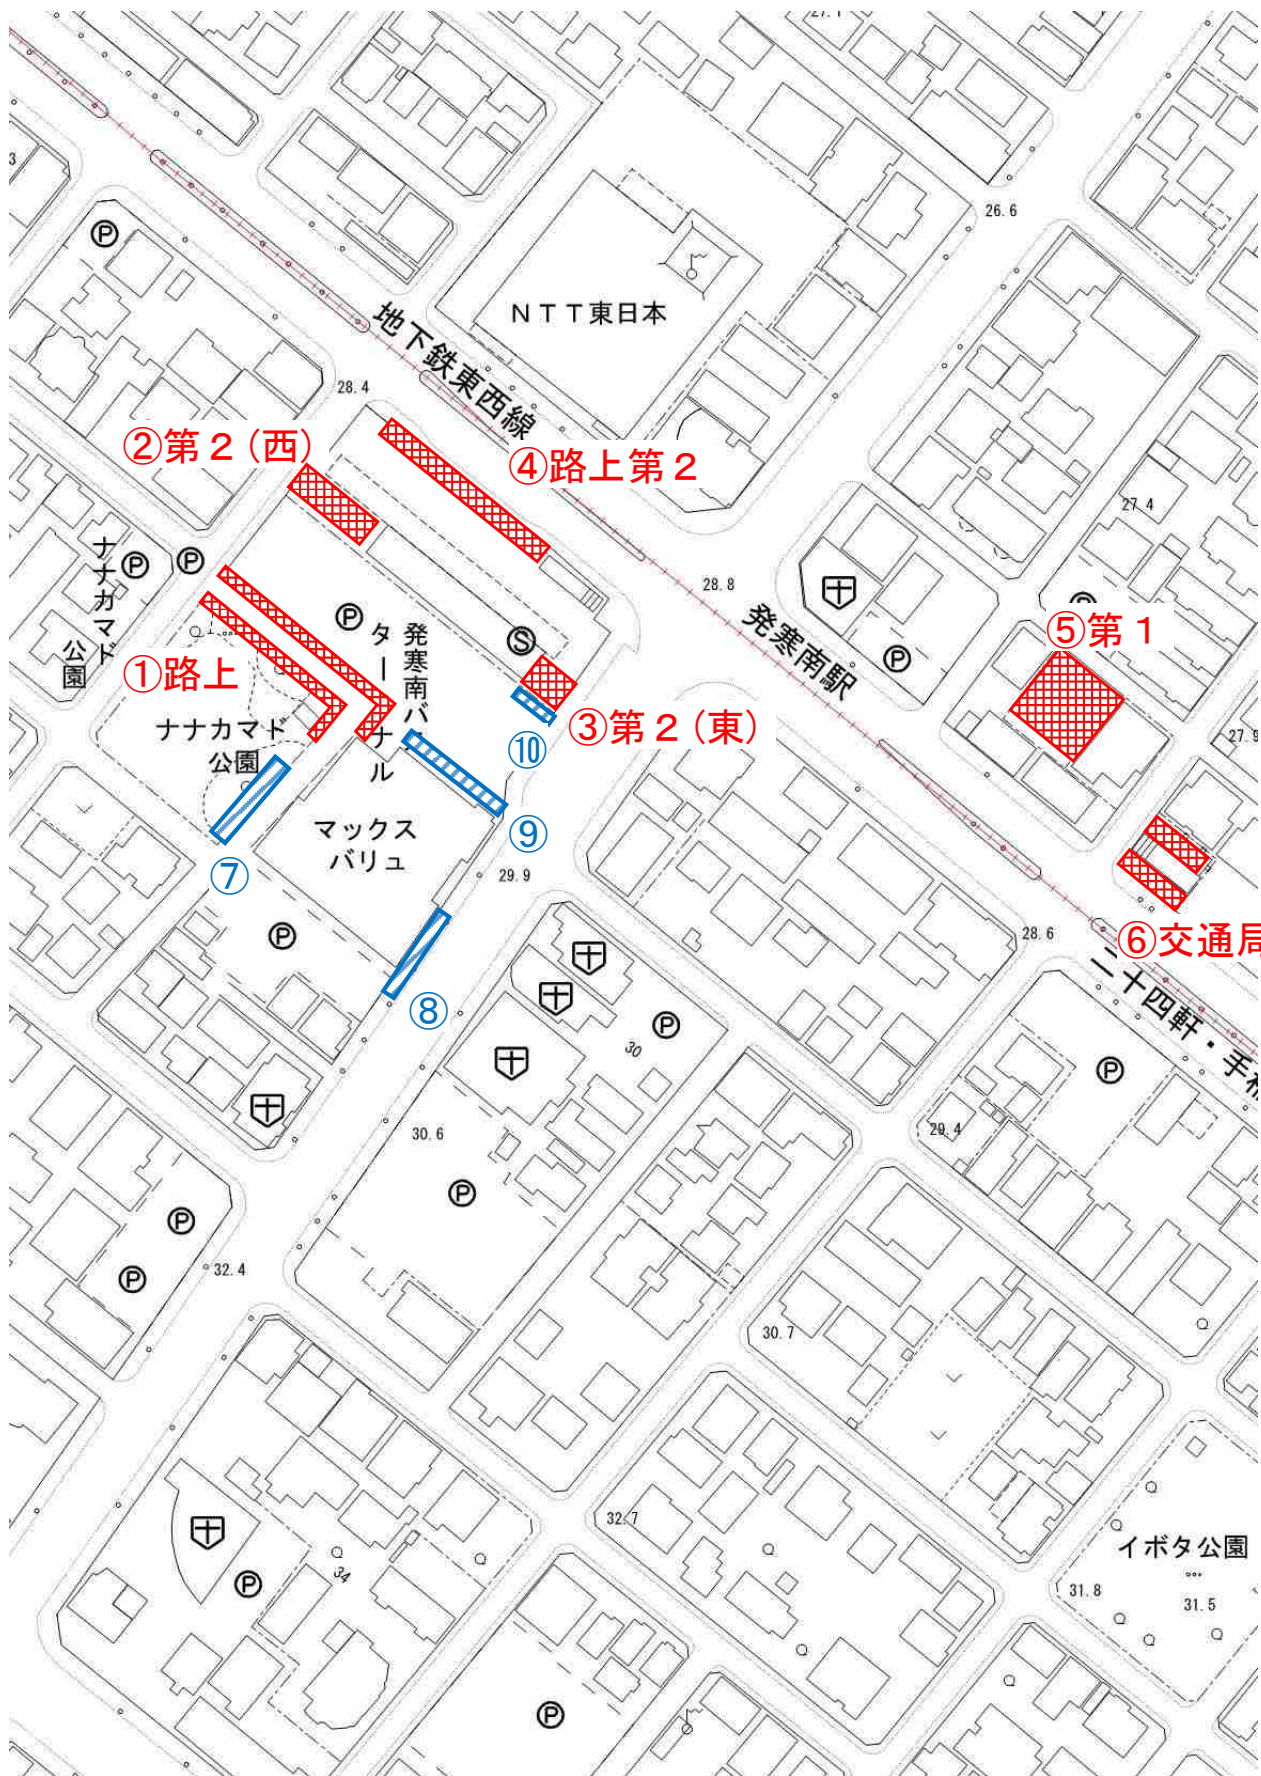 27.1
3
26.6
Ⓟ
NTT東日本
地下鉄東西線
28.4
②第２(西)
④路上第２
27.4
ナナカマド
公園
Ⓟ
Ⓟ
28.8
発寒南駅
Ⓟ
発寒南バ
ターナル
Ⓢ
⑤第１
Ⓟ
①路上
ナナカマド
公園
③第２(東)
⑩
27.9
マックス
バリュ
⑨
⑦
29.9
Ⓟ
28.6
⑥交通局
二十四軒・手
⑧
Ⓟ
30
Ⓟ
30.6
29.4
Ⓟ
Ⓟ
Ⓟ
32.4
30.7
32.7
イボタ公園
34
Ⓟ
31.8
31.5
Ⓟ